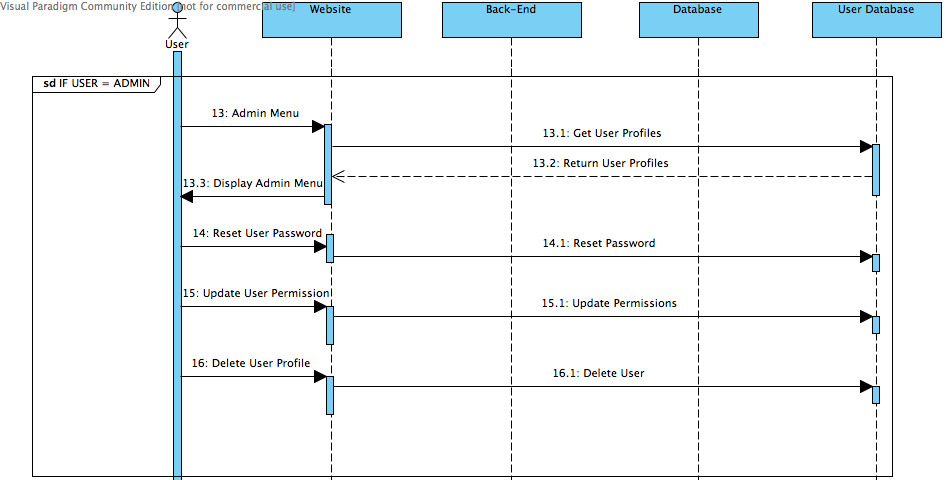 Visual Paradigm Community Edition [not for commercial use]
Website
Back-End
Database
User Database
User
sd IF USER = ADMIN
13: Admin Menu
13.1: Get User Profiles
13.2: Return User Profiles
13.3: Display Admin Menu
14: Reset User Password
14.1: Reset Password
15: Update User Permission
15.1: Update Permissions
16: Delete User Profile
16.1: Delete User